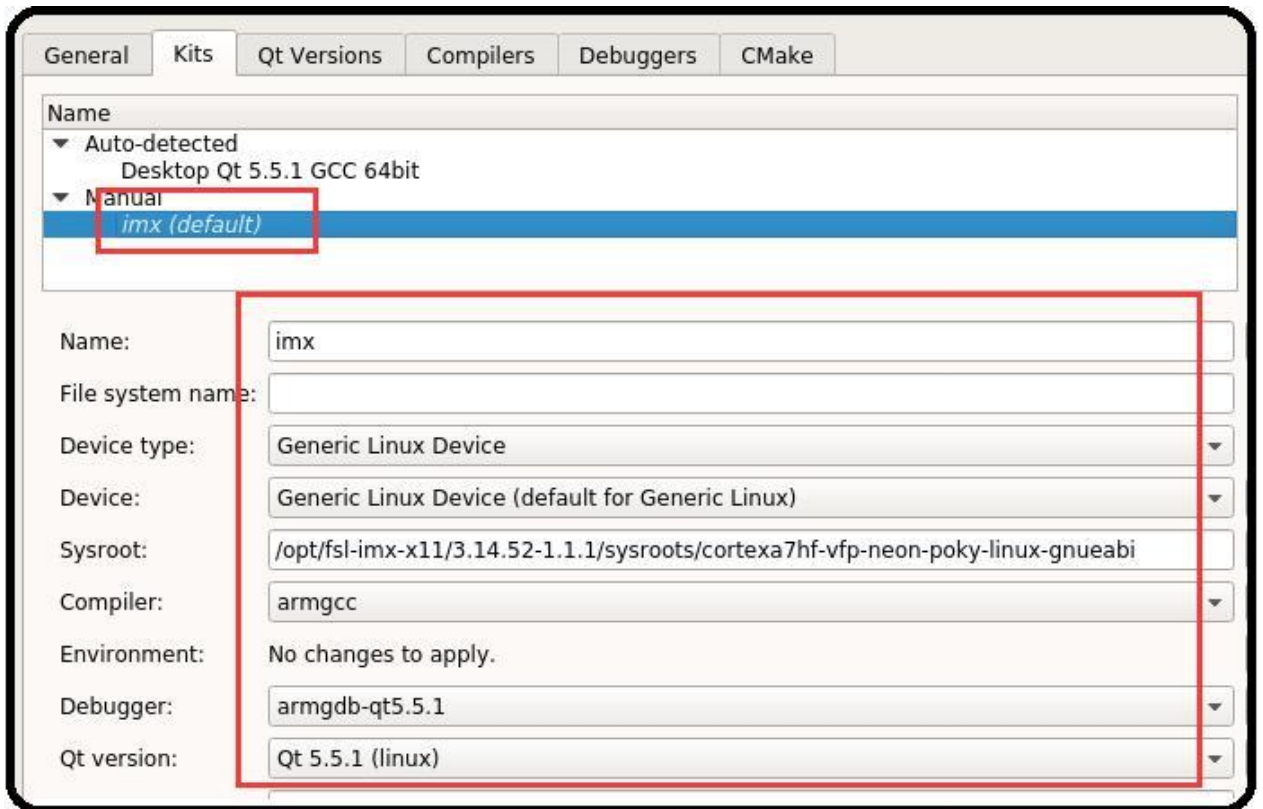 General Kits Qt Versions Compilers Debuggers CMake
Name
Auto-detected
Desktop Qt 5.5.1 GCC 64bit
Manual
imx (default)
Name: imx
File system name:
Device type: Generic Linux Device
Device: Generic Linux Device (default for Generic Linux)
Sysroot: /opt/fsl-imx-x11/3.14.52-1.1.1/sysroots/cortexa7hf-vfp-neon-poky-linux-gnueabi
Compiler: armgcc
Environment: No changes to apply.
Debugger: armgdb-qt5.5.1
Qt version: Qt 5.5.1 (linux)